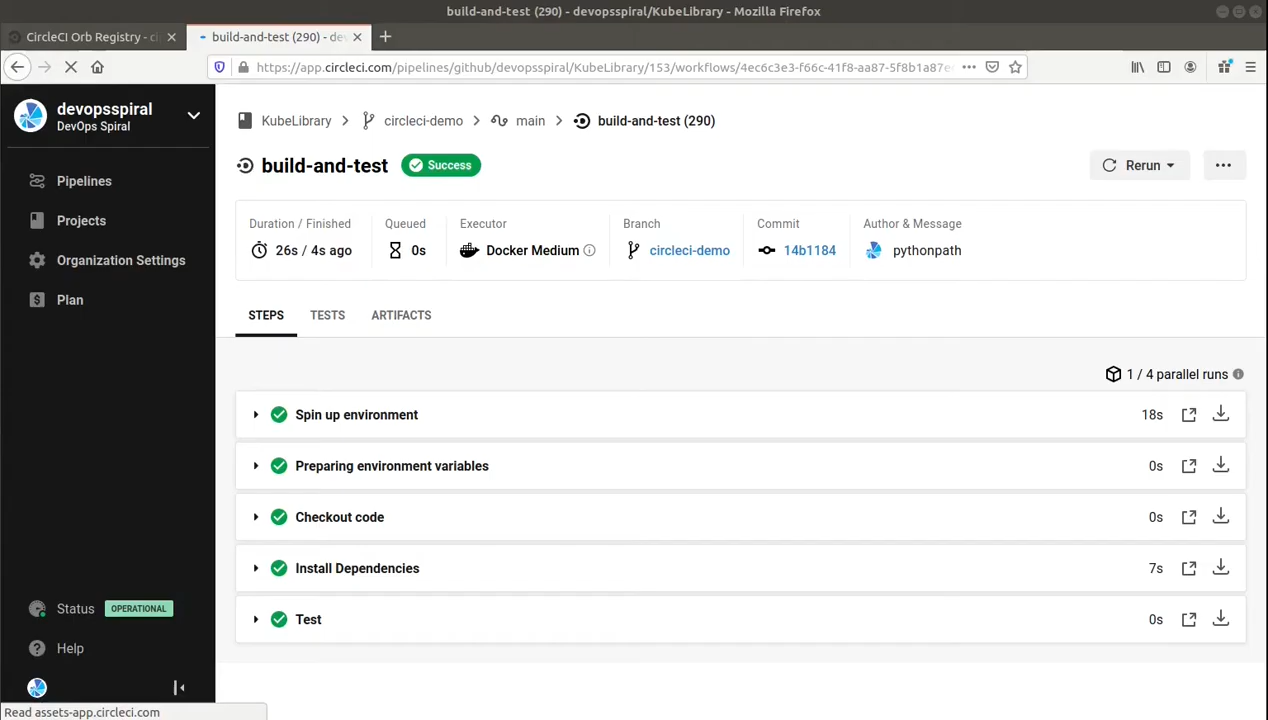 build-and-test (290) - devopsspiral/KubeLibrary - Mozilla Firefox
CircleCI Orb Registry - ci
build-and-test (290) - de
https://app.circleci.com/pipelines/github/devopsspiral/KubeLibrary/153/workflows/4ec6c3e3-f66c-41f8-aa87-5f8b1a87e
devopsspiral
DevOps Spiral
Pipelines
Projects
Organization Settings
Plan
Status OPERATIONAL
Help
KubeLibrary > circleci-demo > main > build-and-test (290)
build-and-test Success
Rerun
Duration / Finished
26s / 4s ago
Queued
0s
Executor
Docker Medium
Branch
circleci-demo
Commit
14b1184
Author & Message
pythonpath
STEPS TESTS ARTIFACTS
1 / 4 parallel runs
Spin up environment 18s
Preparing environment variables 0s
Checkout code 0s
Install Dependencies 7s
Test 0s
Read assets-app.circleci.com